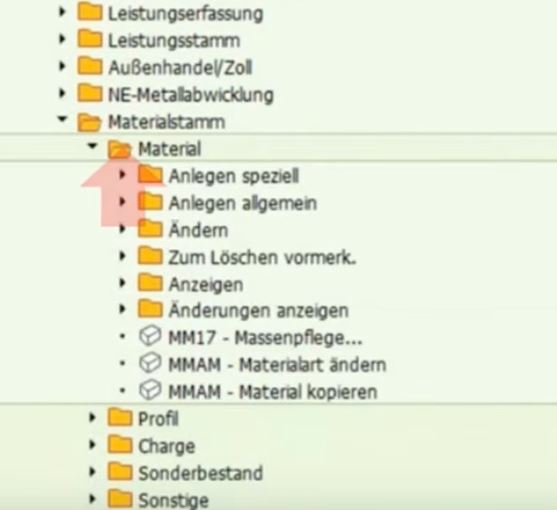 Leistungserfassung
Leistungsstamm
Außenhandel/Zoll
NE-Metallabwicklung
Materialstamm
Material
Anlegen speziell
Anlegen allgemein
Ändern
Zum Löschen vormerk.
Anzeigen
Änderungen anzeigen
MM17 - Massenpflege...
MMAM - Materialart ändern
MMAM - Material kopieren
Profil
Charge
Sonderbestand
Sonstige